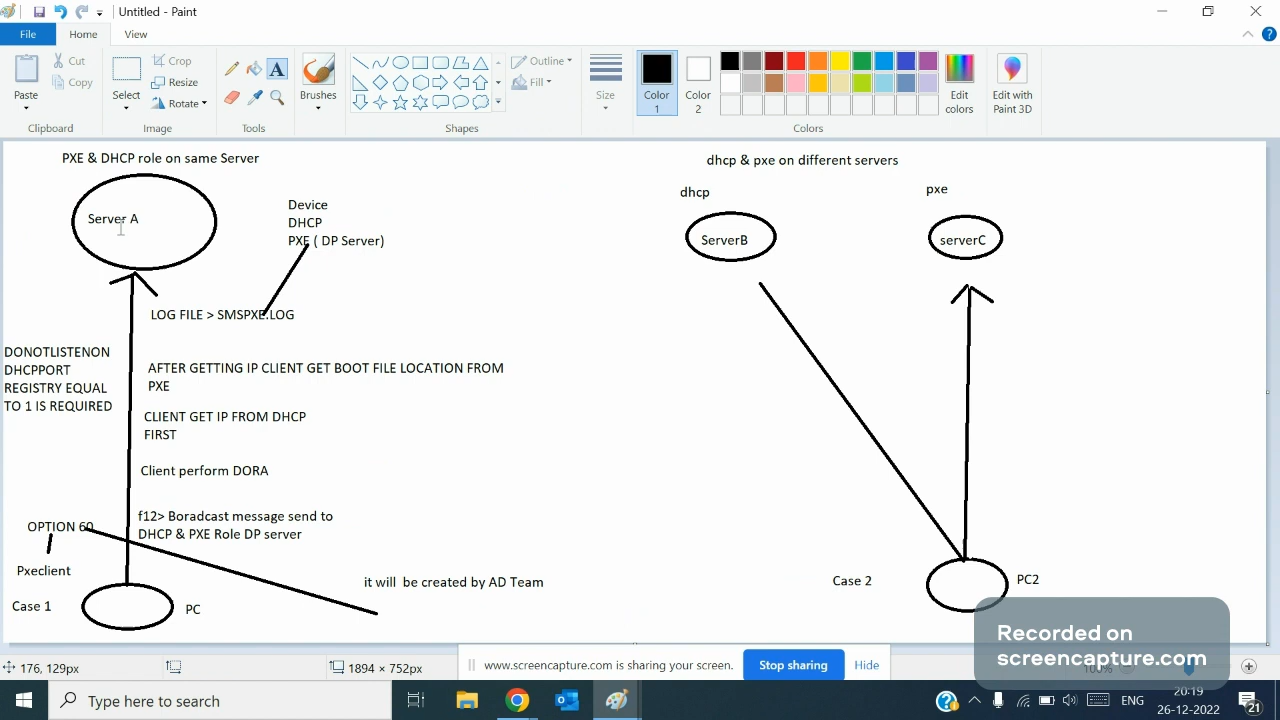 Untitled - Paint
File
Home
View
Paste
Cut
Copy
Clipboard
Select
Crop
Resize
Rotate
Image
A
Tools
Brushes
Outline
Fill
Shapes
Size
Color 1
Color 2
Edit colors
Colors
Edit with Paint 3D
PXE & DHCP role on same Server
Server A
Device
DHCP
PXE ( DP Server)
LOG FILE > SMSPXE.LOG
DONOTLISTENON
DHCPPORT
REGISTRY EQUAL
TO 1 IS REQUIRED
AFTER GETTING IP CLIENT GET BOOT FILE LOCATION FROM
PXE
CLIENT GET IP FROM DHCP
FIRST
Client perform DORA
f12> Boradcast message send to
DHCP & PXE Role DP server
OPTION 60
Pxeclient
Case 1
PC
it will be created by AD Team
dhcp & pxe on different servers
dhcp
pxe
ServerB
serverC
Case 2
PC2
Recorded on
screencapture.com
176, 129px
1894 × 752px
www.screencapture.com is sharing your screen.
Stop sharing
Hide
100%
Type here to search
ENG
20:19
26-12-2022
21